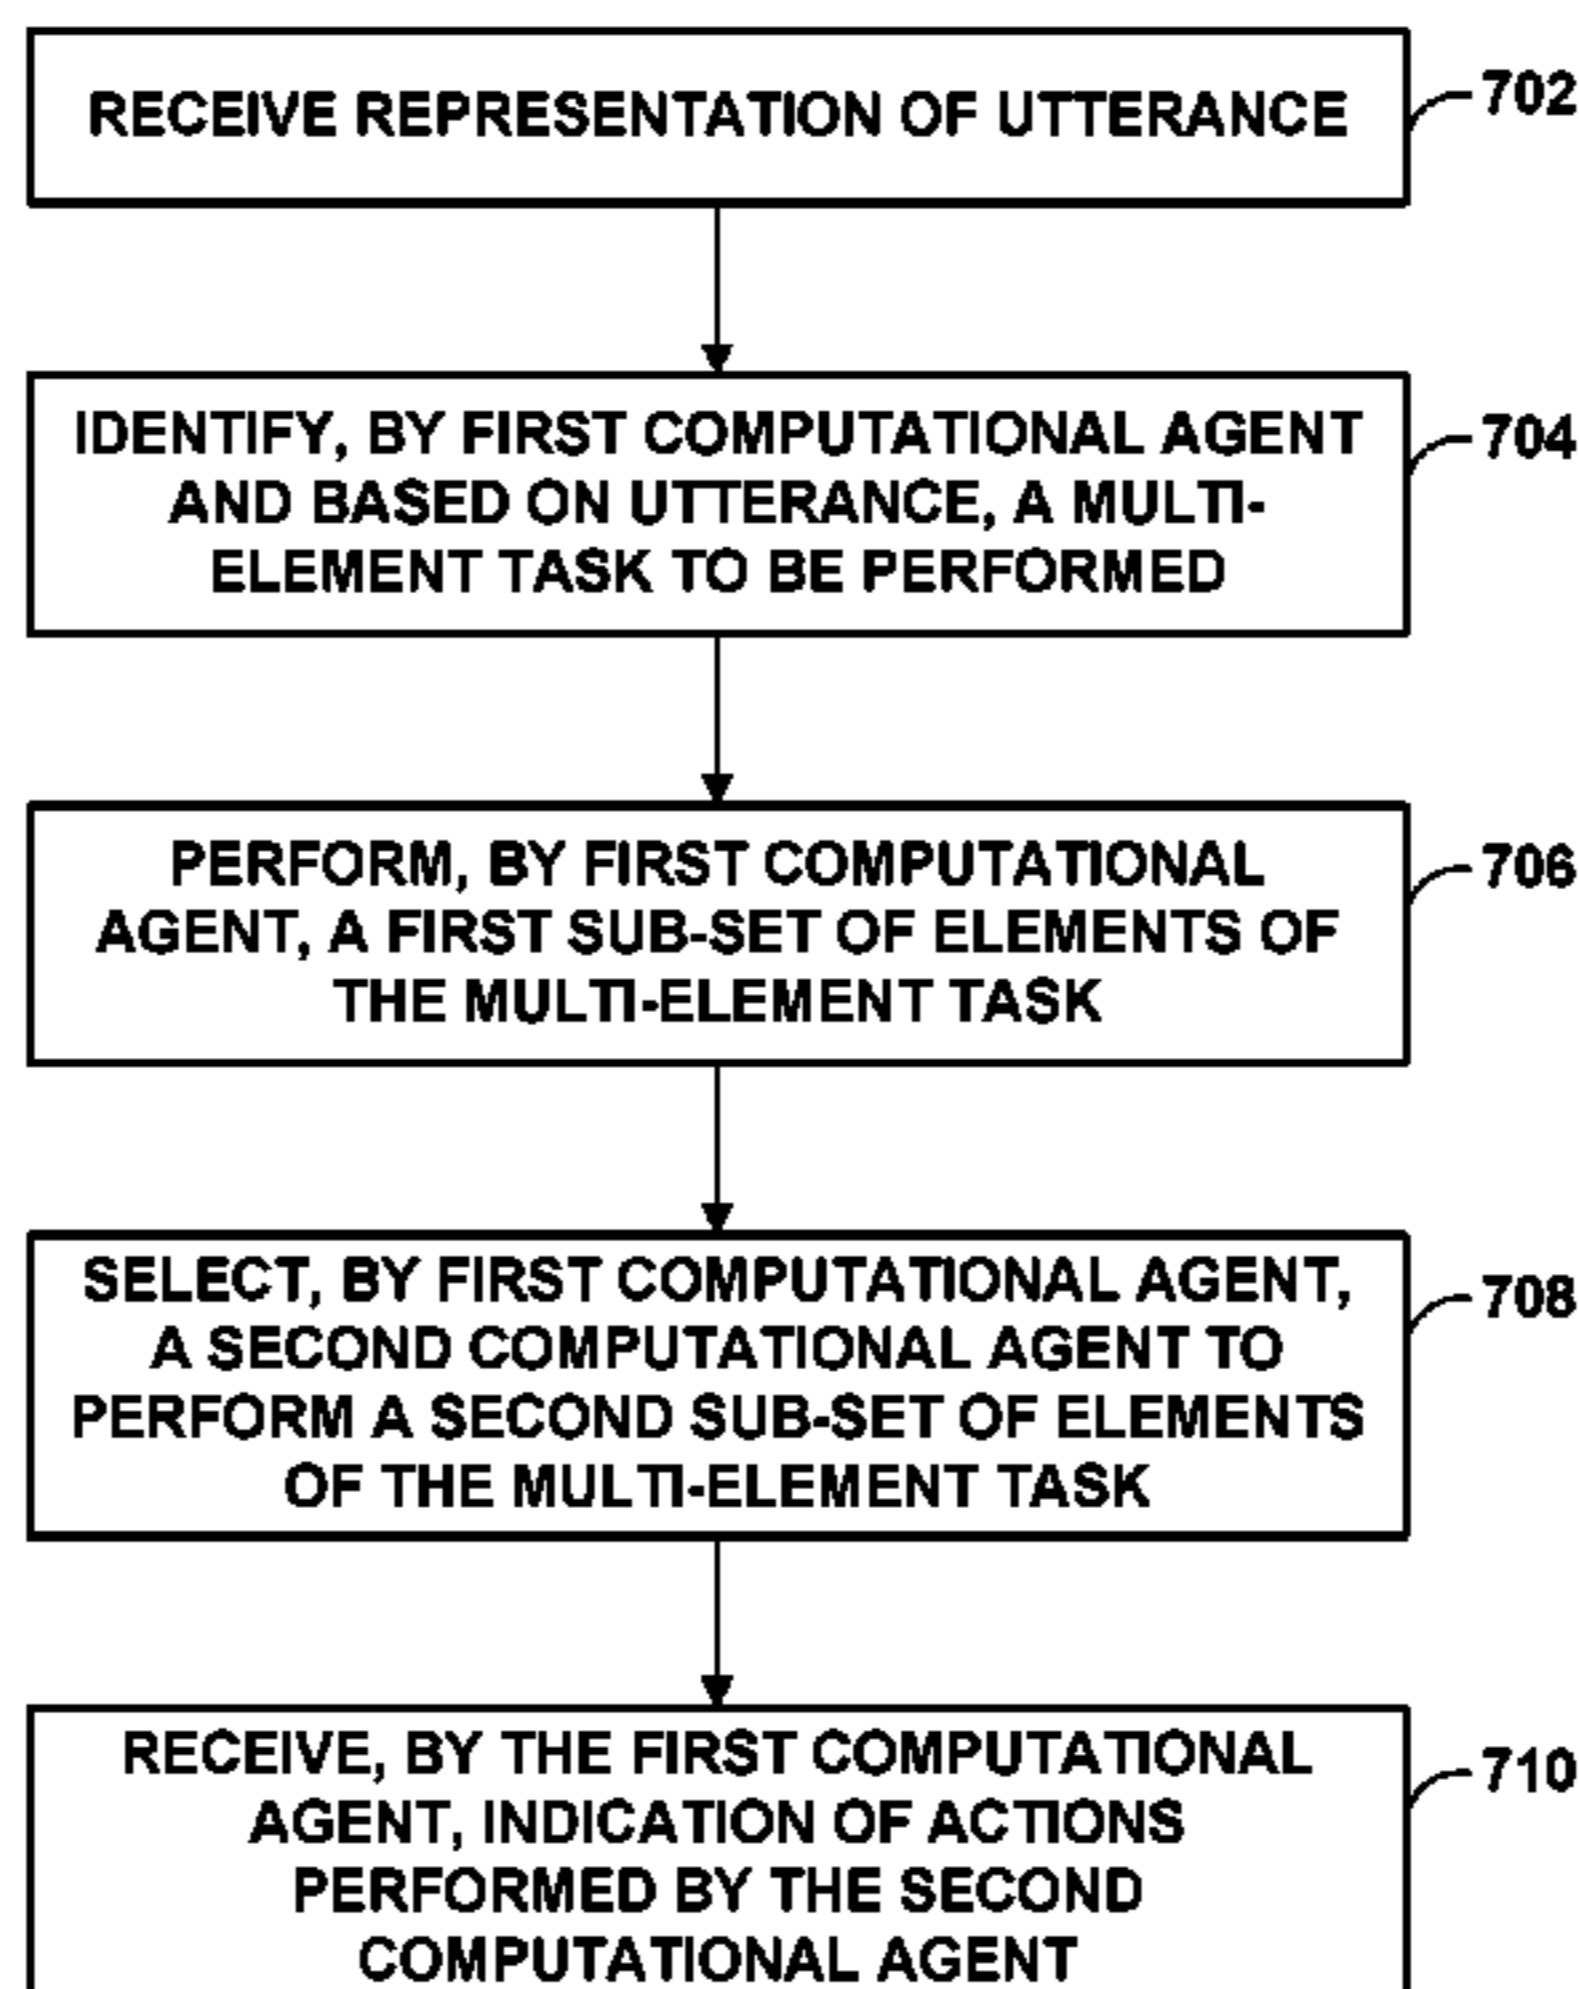 RECEIVE REPRESENTATION OF UTTERANCE
702
IDENTIFY, BY FIRST COMPUTATIONAL AGENT
AND BASED ON UTTERANCE, A MULTI-
ELEMENT TASK TO BE PERFORMED
704
PERFORM, BY FIRST COMPUTATIONAL
AGENT, A FIRST SUB-SET OF ELEMENTS OF
THE MULTI-ELEMENT TASK
706
SELECT, BY FIRST COMPUTATIONAL AGENT,
A SECOND COMPUTATIONAL AGENT TO
PERFORM A SECOND SUB-SET OF ELEMENTS
OF THE MULTI-ELEMENT TASK
708
RECEIVE, BY THE FIRST COMPUTATIONAL
AGENT, INDICATION OF ACTIONS
PERFORMED BY THE SECOND
COMPUTATIONAL AGENT
710